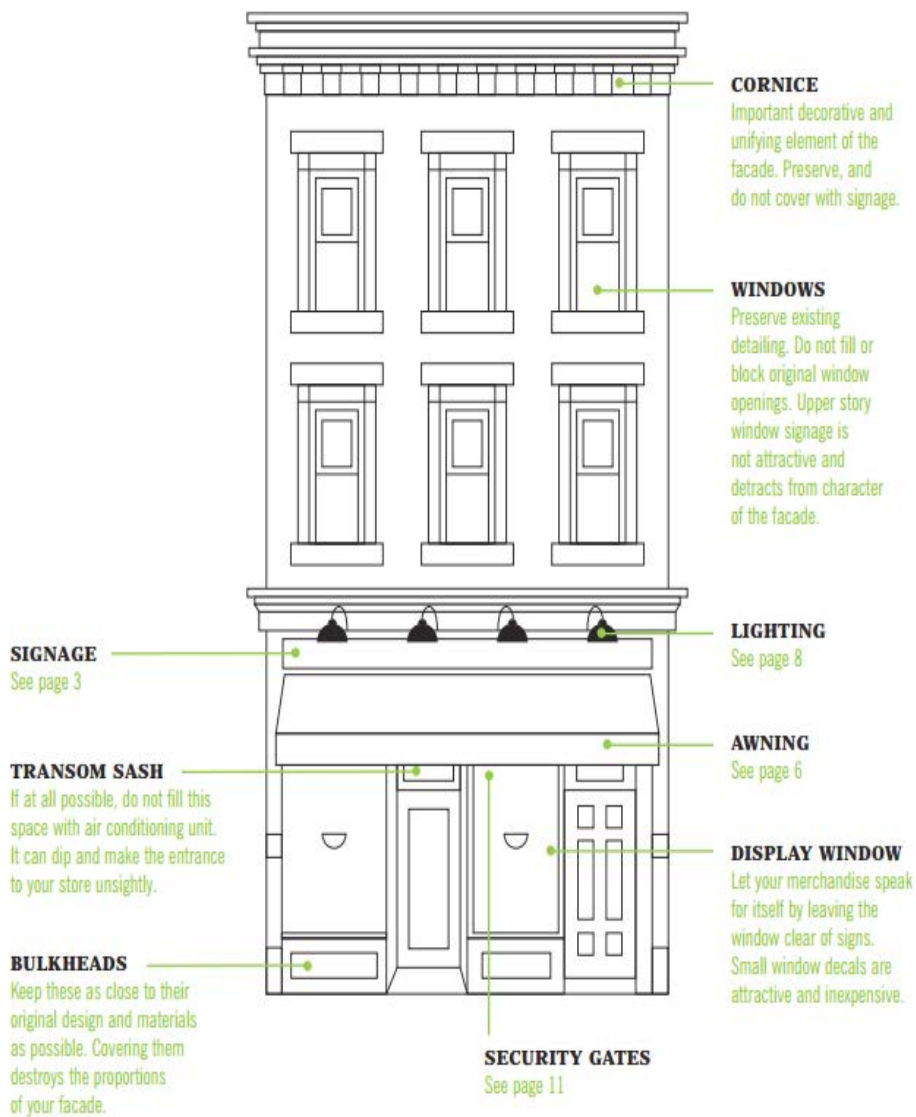 CORNICE
Important decorative and
unifying element of the
facade. Preserve, and
do not cover with signage.
WINDOWS
Preserve existing
detailing. Do not fill or
block original window
openings. Upper story
window signage is
not attractive and
detracts from character
of the facade.
LIGHTING
See page 8
SIGNAGE
See page 3
AWNING
See page 6
TRANSOM SASH
If at all possible, do not fill this
space with air conditioning unit.
It can dip and make the entrance
to your store unsightly.
DISPLAY WINDOW
Let your merchandise speak
for itself by leaving the
window clear of signs.
Small window decals are
attractive and inexpensive.
BULKHEADS
Keep these as close to their
original design and materials
as possible. Covering them
destroys the proportions
of your facade.
SECURITY GATES
See page 11